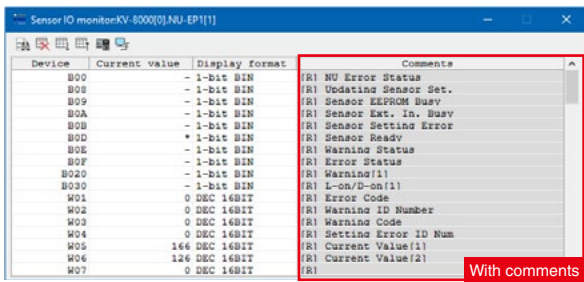 Sensor IO monitor:KV-8000[0].NU-EP1[1]
Device Current value Display format Comments
B00 - 1-bit BIN [R] NU Error Status
B08 - 1-bit BIN [R] Updating Sensor Set.
B09 - 1-bit BIN [R] Sensor EEPROM Busy
B0A - 1-bit BIN [R] Sensor Ext. In. Busy
B0B - 1-bit BIN [R] Sensor Setting Error
B0D * 1-bit BIN [R] Sensor Ready
B0E - 1-bit BIN [R] Warning Status
B0F - 1-bit BIN [R] Error Status
B020 - 1-bit BIN [R] Warning[1]
B030 - 1-bit BIN [R] L-on/D-on[1]
W01 0 DEC 16BIT [R] Error Code
W02 0 DEC 16BIT [R] Warning ID Number
W03 0 DEC 16BIT [R] Warning Code
W04 0 DEC 16BIT [R] Setting Error ID Num
W05 166 DEC 16BIT [R] Current Value[1]
W06 126 DEC 16BIT [R] Current Value[2]
W07 0 DEC 16BIT [R]
With comments